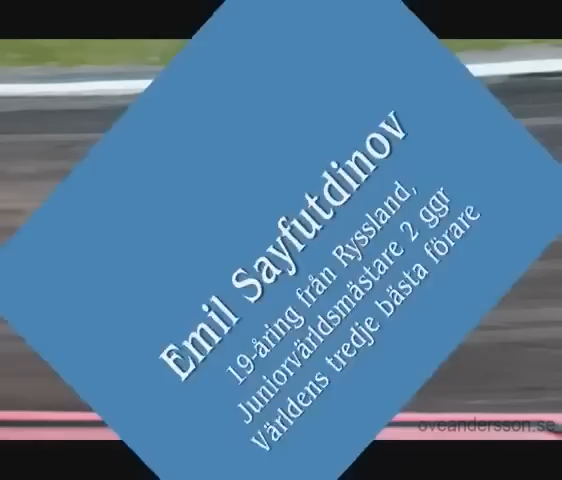 Emil Sayfutdinov
19-åring från Ryssland,
Juniorvärldsmästare 2 ggr
Världens tredje bästa förare
oveandersson.se